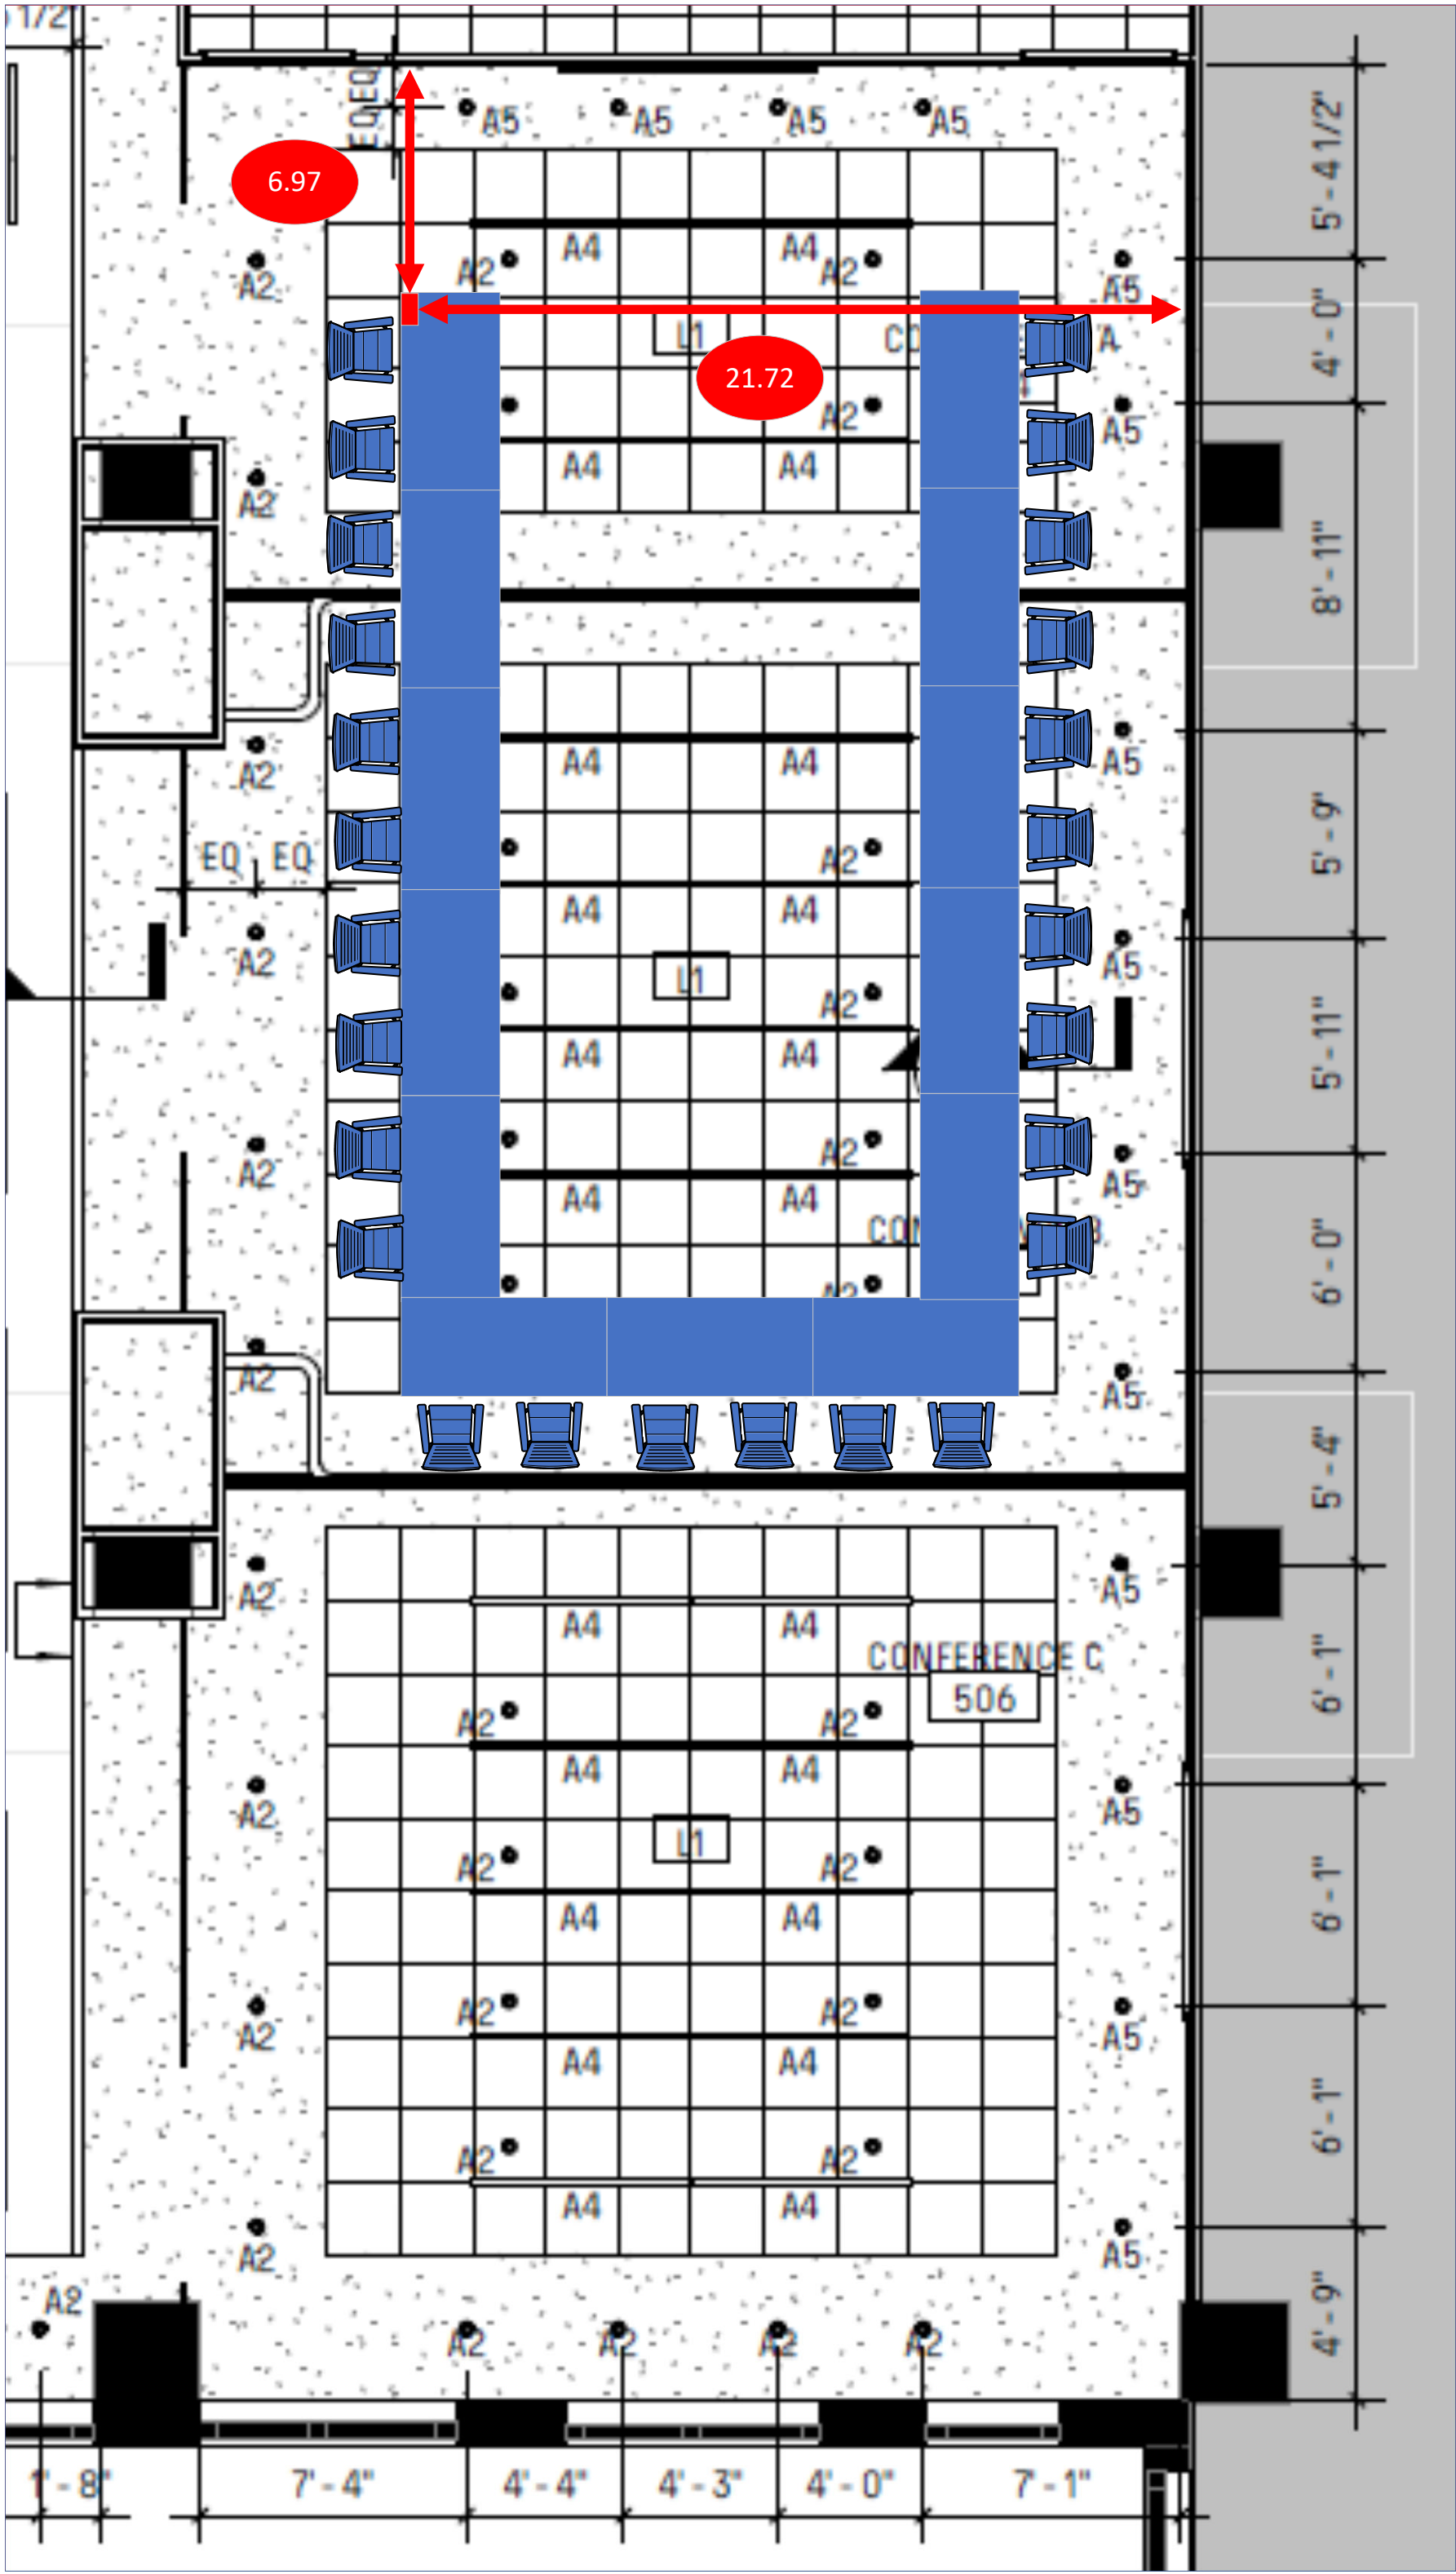 1/2"
EQ EQ
A5 A5 A5 A5
5' - 4 1/2"
6.97
A4 A4
A2 A2 A2 A5
4' - 0"
L1 A
21.72
A2 A5
A4 A4
A2
8' - 11"
A4 A4 A5
A2
5' - 9"
EQ EQ A2
A4 A4
A2 A5
L1
A2
5' - 11"
A4 A4
A2
A2 A5
A4 A4
6' - 0"
A2
A2 A5
5' - 4"
A2 A5
A4 A4
CONFERENCE C
506
6' - 1"
A2 A2
A4 A4
A2 A5
L1
A2 A2
6' - 1"
A4 A4
A2 A2
A2 A5
A4 A4
6' - 1"
A2 A2
A4 A4
A2 A5
A2
4' - 9"
A2 A2 A2 A2
1' - 8" 7' - 4" 4' - 4" 4' - 3" 4' - 0" 7' - 1"